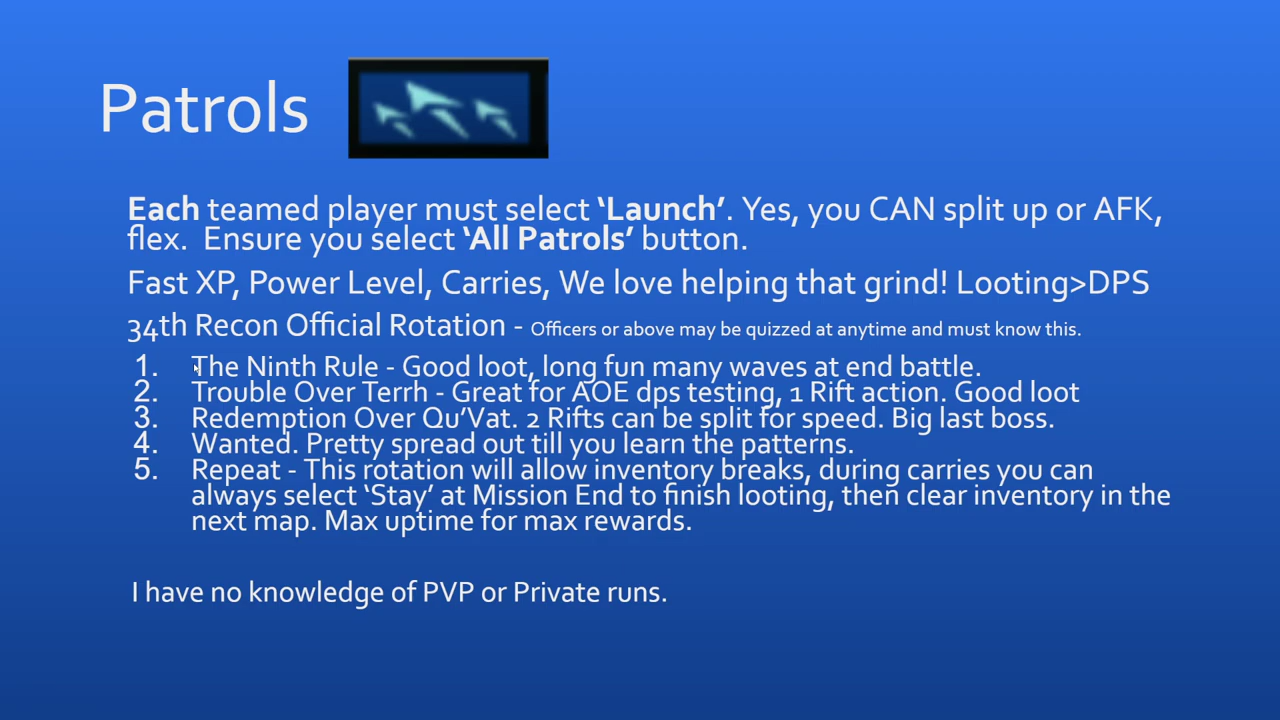 Patrols
Each teamed player must select ‘Launch’. Yes, you CAN split up or AFK,
flex. Ensure you select ‘All Patrols’ button.
Fast XP, Power Level, Carries, We love helping that grind! Looting>DPS
34th Recon Official Rotation - Officers or above may be quizzed at anytime and must know this.
1. The Ninth Rule - Good loot, long fun many waves at end battle.
2. Trouble Over Terrh - Great for AOE dps testing, 1 Rift action. Good loot
3. Redemption Over Qu’Vat. 2 Rifts can be split for speed. Big last boss.
4. Wanted. Pretty spread out till you learn the patterns.
5. Repeat - This rotation will allow inventory breaks, during carries you can
always select ‘Stay’ at Mission End to finish looting, then clear inventory in the
next map. Max uptime for max rewards.
I have no knowledge of PVP or Private runs.